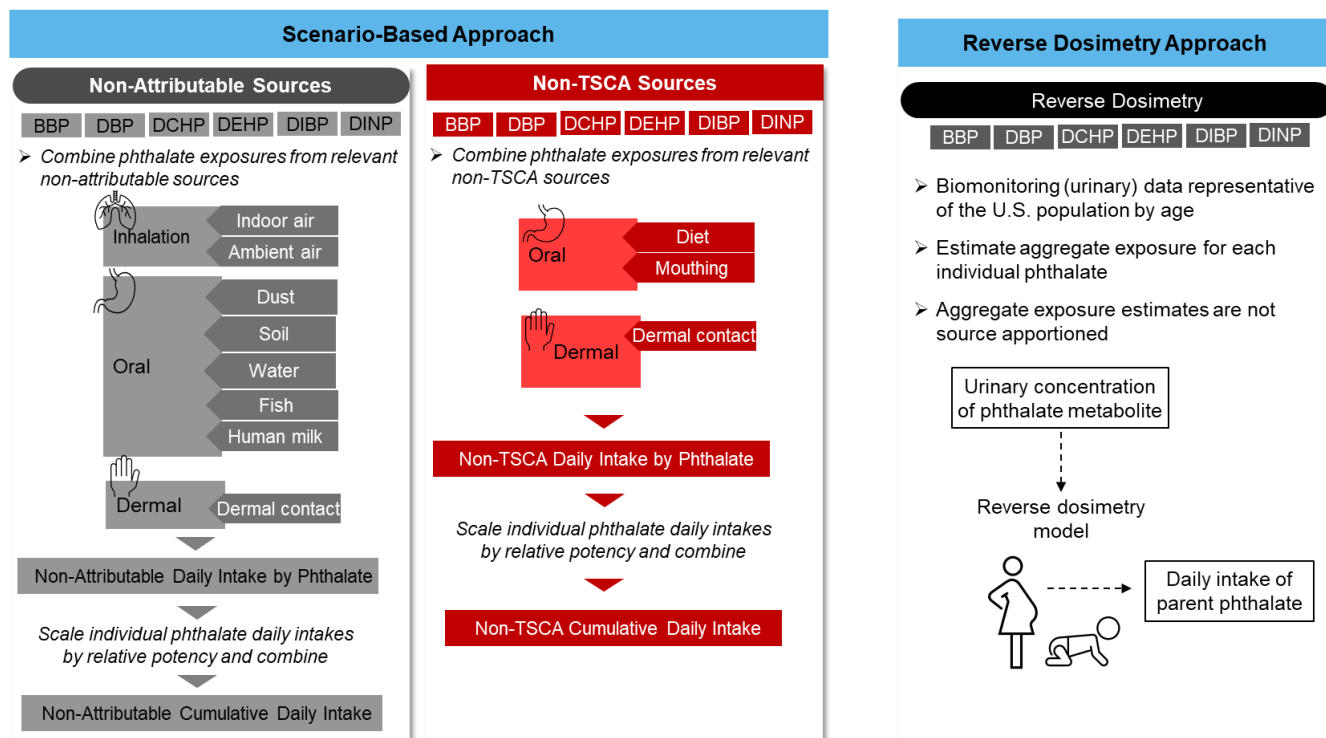 Scenario-Based Approach
Non-Attributable Sources
BBP DBP DCHP DEHP DIBP DINP
➢ Combine phthalate exposures from relevant
non-attributable sources
Inhalation
Indoor air
Ambient air
Oral
Dust
Soil
Water
Fish
Human milk
Dermal
Dermal contact
Non-Attributable Daily Intake by Phthalate
Scale individual phthalate daily intakes
by relative potency and combine
Non-Attributable Cumulative Daily Intake
Non-TSCA Sources
BBP DBP DCHP DEHP DIBP DINP
➢ Combine phthalate exposures from relevant
non-TSCA sources
Oral
Diet
Mouthing
Dermal
Dermal contact
Non-TSCA Daily Intake by Phthalate
Scale individual phthalate daily intakes
by relative potency and combine
Non-TSCA Cumulative Daily Intake
Reverse Dosimetry Approach
Reverse Dosimetry
BBP DBP DCHP DEHP DIBP DINP
➢ Biomonitoring (urinary) data representative
of the U.S. population by age
➢ Estimate aggregate exposure for each
individual phthalate
➢ Aggregate exposure estimates are not
source apportioned
Urinary concentration
of phthalate metabolite
Reverse dosimetry
model
Daily intake of
parent phthalate